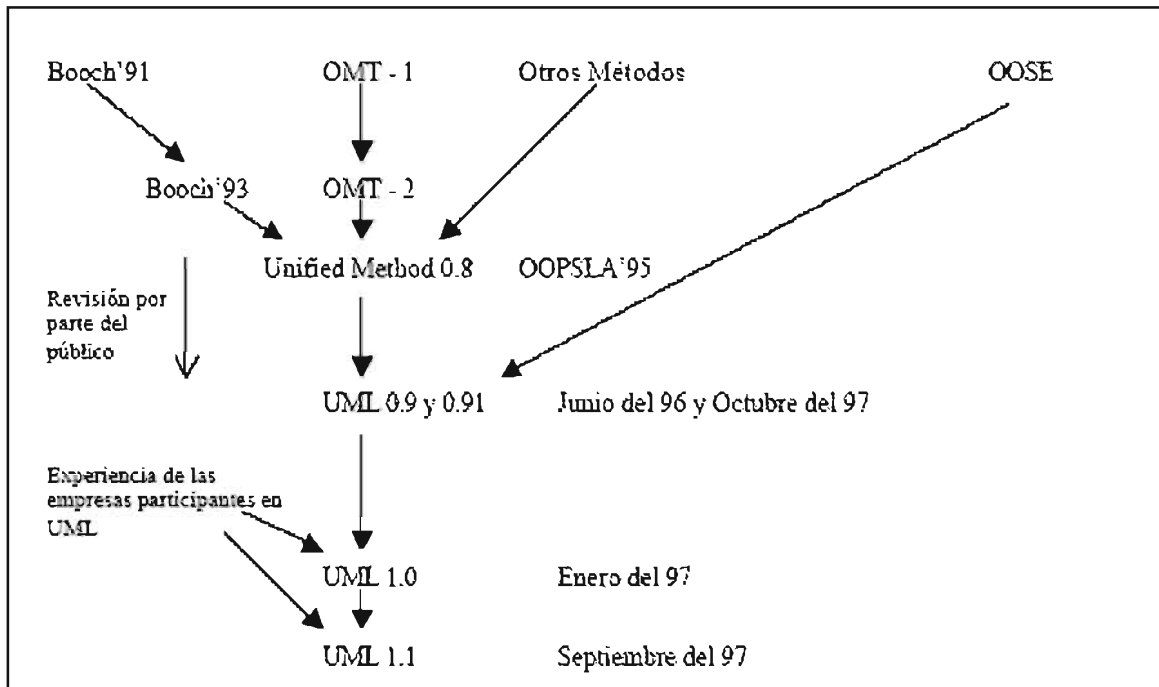 Booch'91 OMT - 1 Otros Métodos OOSE
Booch'93 OMT - 2
Unified Method 0.8 OOPSLA'95
Revisión por
parte del
público
UML 0.9 y 0.91 Junio del 96 y Octubre del 97
Experiencia de las
empresas participantes en
UML
UML 1.0 Enero del 97
UML 1.1 Septiembre del 97